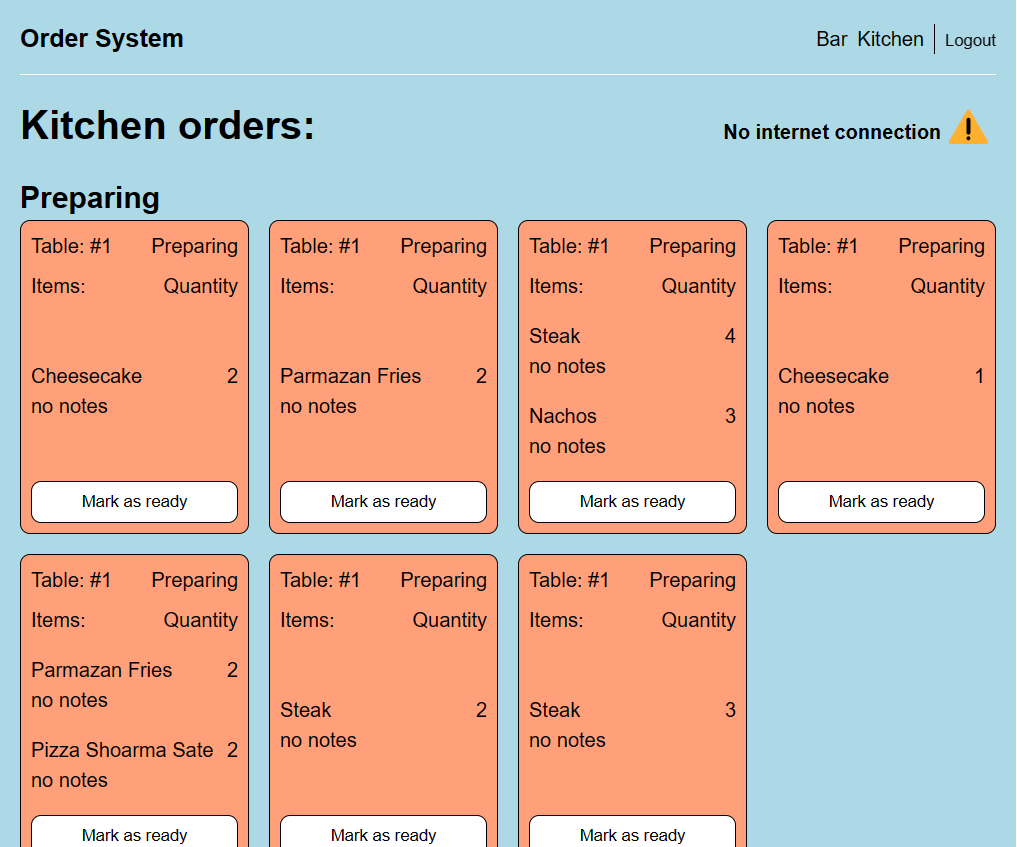 Order System
Bar Kitchen Logout
Kitchen orders:
No internet connection
Preparing
Table: #1 Preparing
Items: Quantity
Cheesecake 2
no notes
Mark as ready
Table: #1 Preparing
Items: Quantity
Parmazan Fries 2
no notes
Mark as ready
Table: #1 Preparing
Items: Quantity
Steak 4
no notes
Nachos 3
no notes
Mark as ready
Table: #1 Preparing
Items: Quantity
Cheesecake 1
no notes
Mark as ready
Table: #1 Preparing
Items: Quantity
Parmazan Fries 2
no notes
Pizza Shoarma Sate 2
no notes
Mark as ready
Table: #1 Preparing
Items: Quantity
Steak 2
no notes
Mark as ready
Table: #1 Preparing
Items: Quantity
Steak 3
no notes
Mark as ready